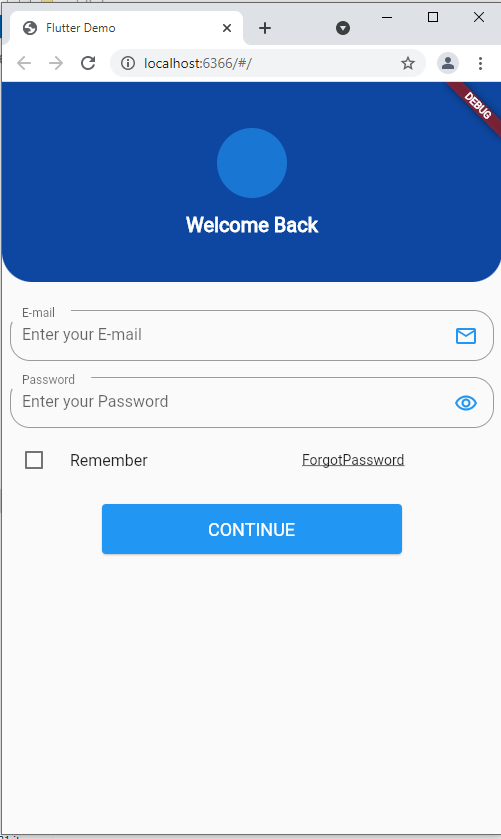 Flutter Demo
localhost:6366/#/
DEBUG
Welcome Back
E-mail
Enter your E-mail
Password
Enter your Password
Remember ForgotPassword
CONTINUE